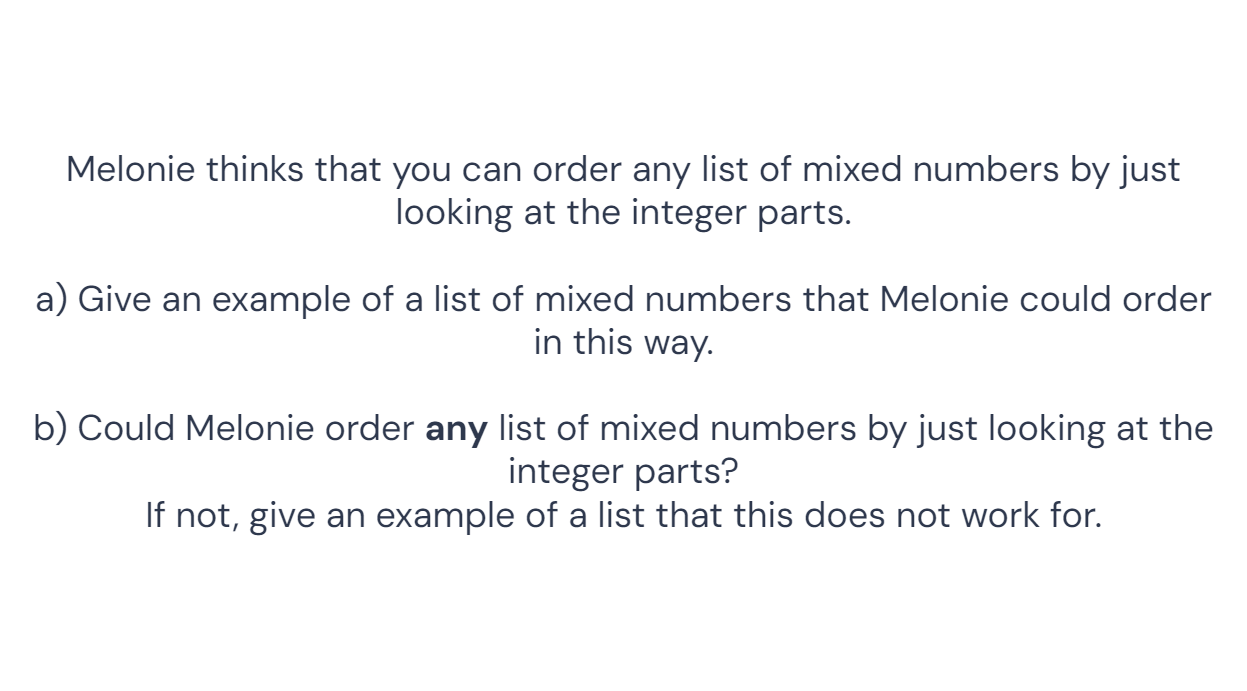 Melonie thinks that you can order any list of mixed numbers by just
looking at the integer parts.
a) Give an example of a list of mixed numbers that Melonie could order
in this way.
b) Could Melonie order any list of mixed numbers by just looking at the
integer parts?
If not, give an example of a list that this does not work for.